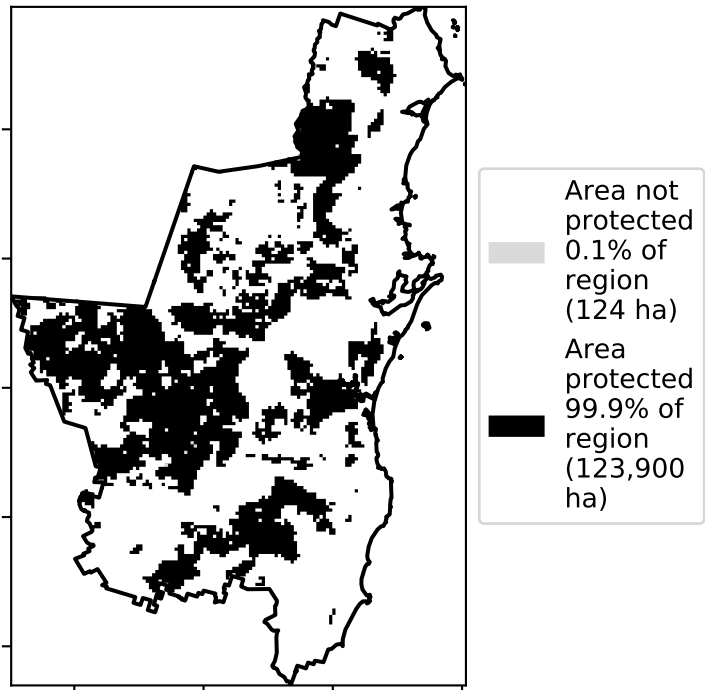 Area not
protected
0.1% of
region
(124 ha)
Area
protected
99.9% of
region
(123,900
ha)